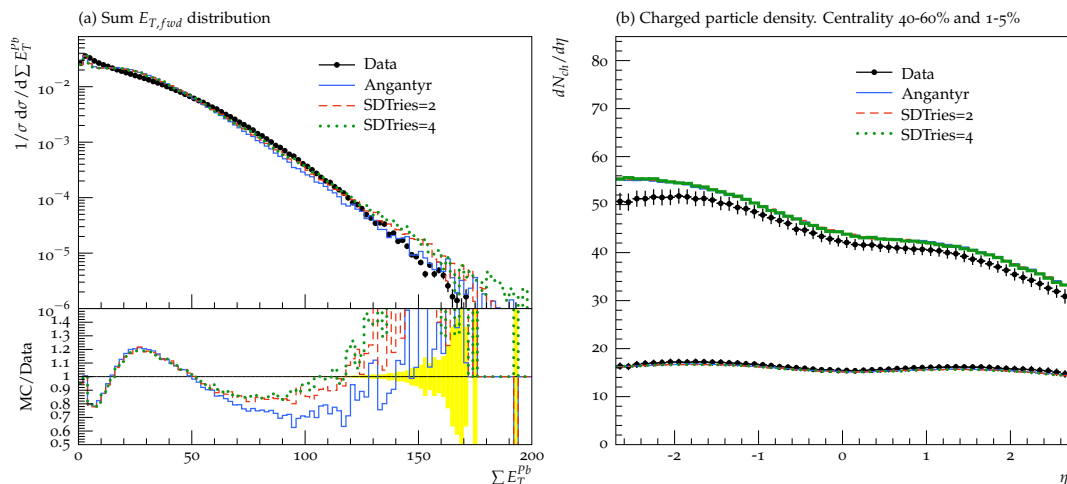 (a) Sum E_{T,fwd} distribution
1/σ dσ/d∑ E_T^{Pb}
10^{−2}
10^{−3}
10^{−4}
10^{−5}
10^{−6}
Data
Angantyr
SDTries=2
SDTries=4
MC/Data
1.4
1.3
1.2
1.1
1
0.9
0.8
0.7
0.6
0.5
0 50 100 150 200
∑ E_T^{Pb}
(b) Charged particle density. Centrality 40-60% and 1-5%
dN_{ch}/dη
80
70
60
50
40
30
20
10
0
Data
Angantyr
SDTries=2
SDTries=4
-2 -1 0 1 2
η